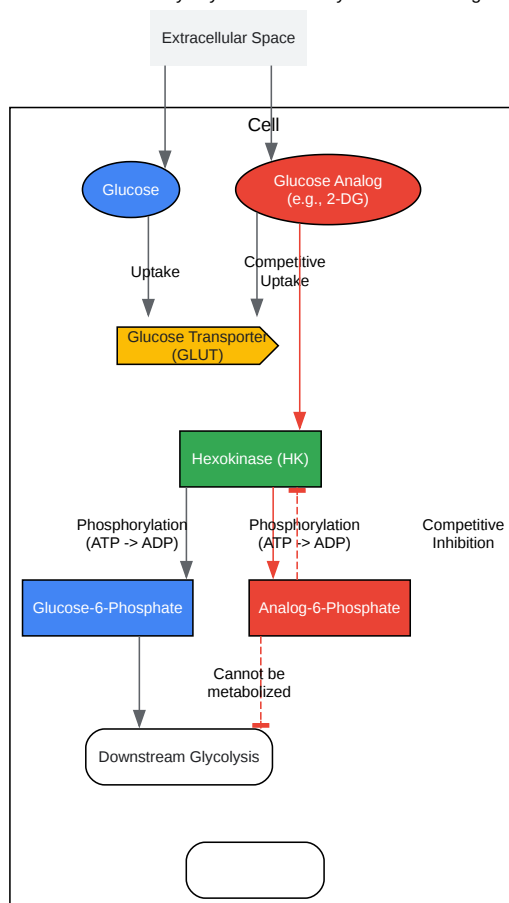 Extracellular Space
Cell
Glucose
Glucose Analog
(e.g., 2-DG)
Uptake
Competitive
Uptake
Glucose Transporter
(GLUT)
Hexokinase (HK)
Phosphorylation
(ATP -> ADP)
Phosphorylation
(ATP -> ADP)
Competitive
Inhibition
Glucose-6-Phosphate
Analog-6-Phosphate
Cannot be
metabolized
Downstream Glycolysis